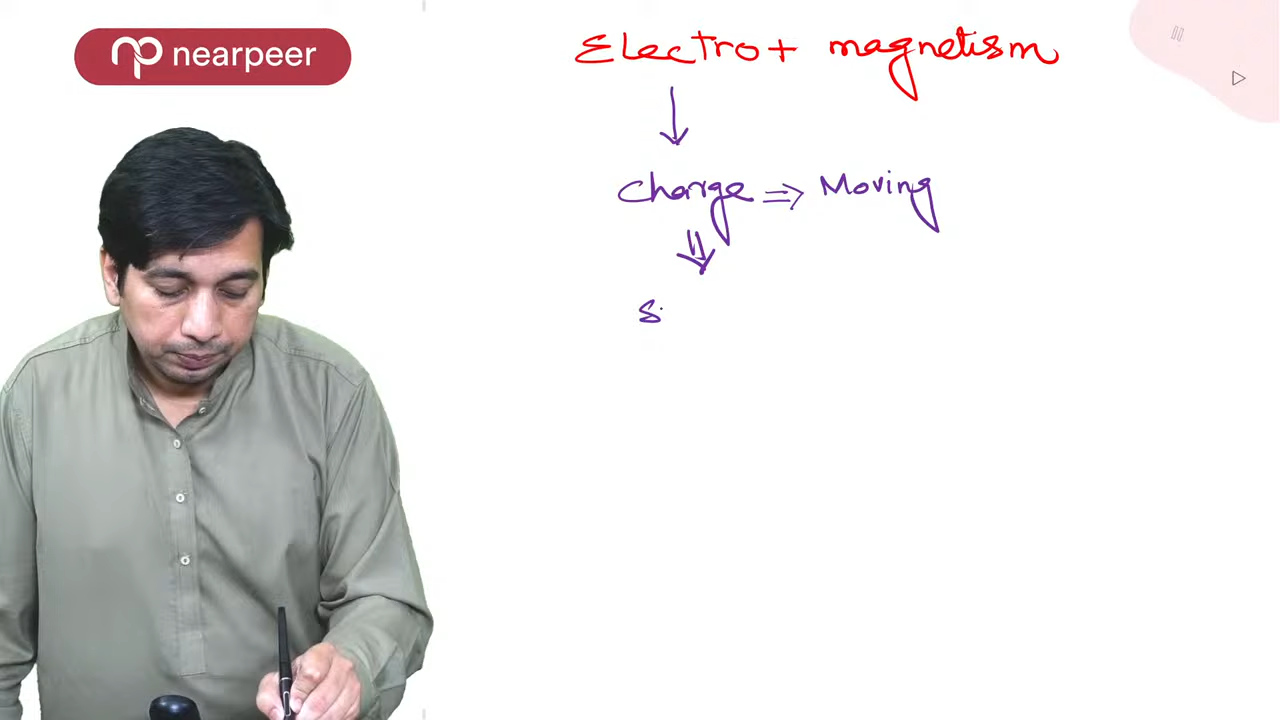 nearpeer
Electro + magnetism
Charge ⇒ Moving
S